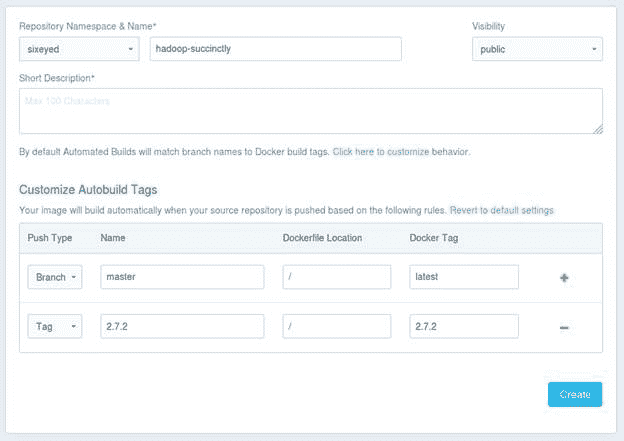 Repository Namespace & Name* Visibility
sixeyed hadoop-succinctly public
Short Description*
Max 100 Characters
By default Automated Builds will match branch names to Docker build tags. Click here to customize behavior.
Customize Autobuild Tags
Your image will build automatically when your source repository is pushed based on the following rules. Revert to default settings
Push Type Name Dockerfile Location Docker Tag
Branch master / latest +
Tag 2.7.2 / 2.7.2 −
Create